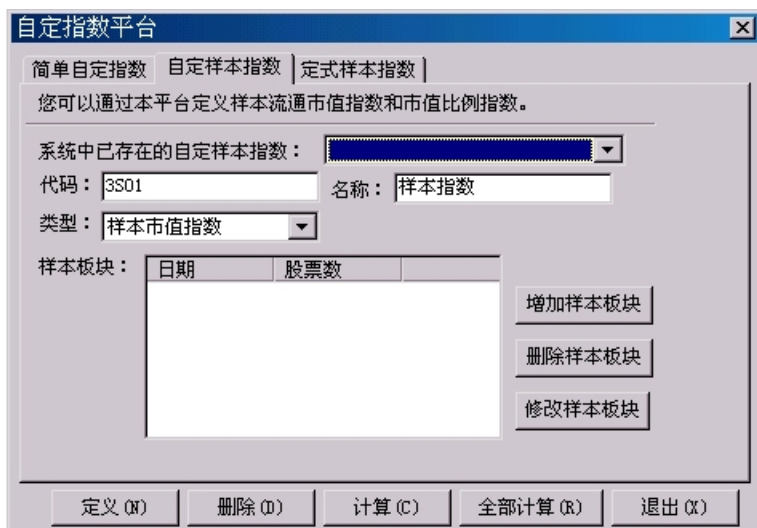 自定指数平台
简单自定指数 自定样本指数 定式样本指数
您可以通过本平台定义样本流通市值指数和市值比例指数。
系统中已存在的自定样本指数：
代码： 3S01 名称： 样本指数
类型： 样本市值指数
样本板块： 日期 股票数
增加样本板块
删除样本板块
修改样本板块
定义(N) 删除(D) 计算(C) 全部计算(R) 退出(X)